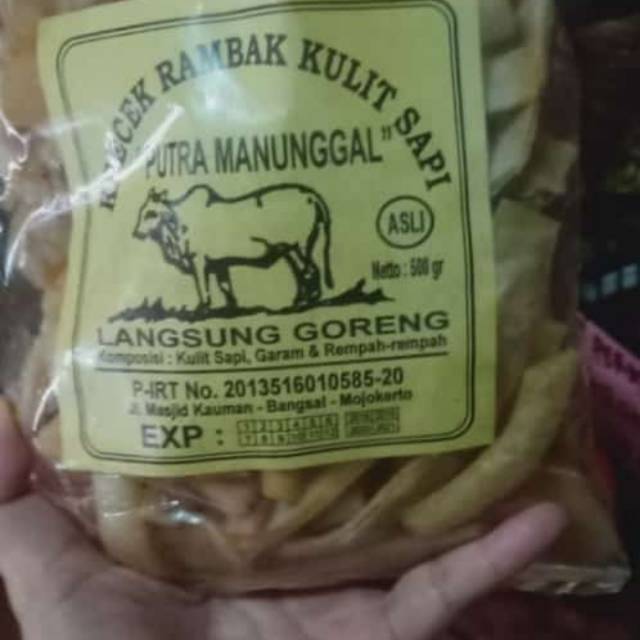 RAMBAK KULIT SAPI
PUTRA MANUNGGAL"
ASLI
Netto : 500 gr
LANGSUNG GORENG
Komposisi : Kulit Sapi, Garam & Rempah-rempah
P-IRT No. 2013516010585-20
Jl. Masjid Kauman - Bangsal - Mojokerto
EXP :